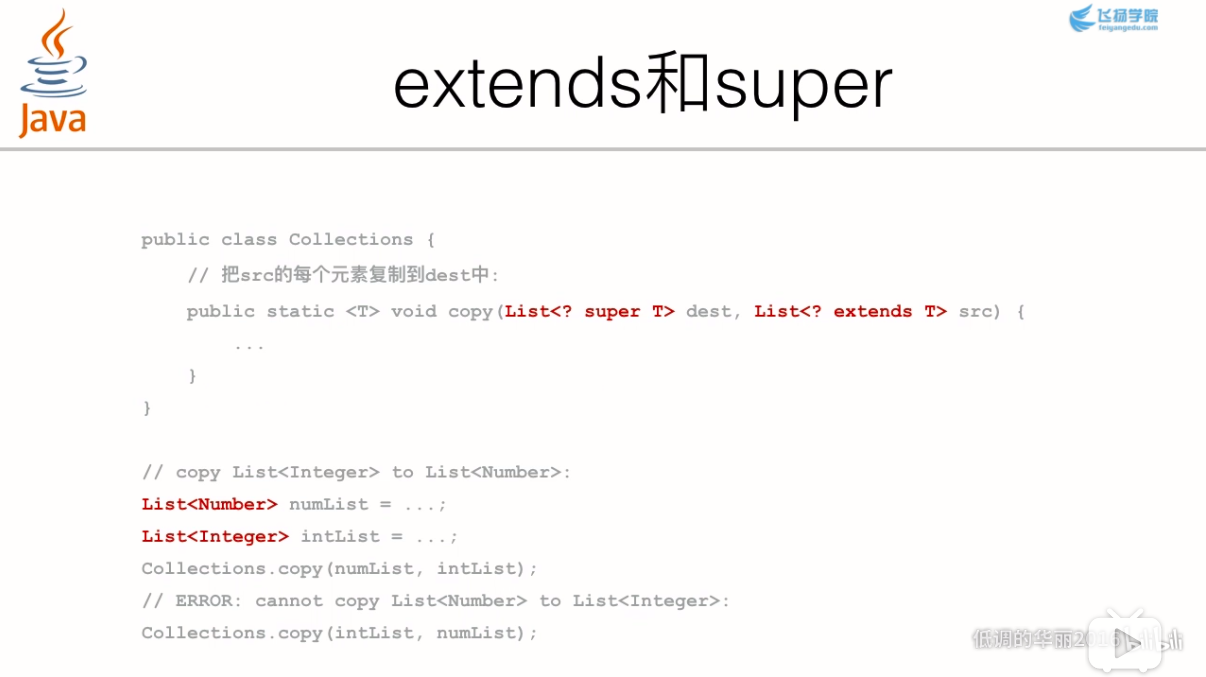 飞扬学院
feiyangedu.com
Java
extends和super
public class Collections {
// 把src的每个元素复制到dest中:
public static <T> void copy(List<? super T> dest, List<? extends T> src) {
...
}
}
// copy List<Integer> to List<Number>:
List<Number> numList = ...;
List<Integer> intList = ...;
Collections.copy(numList, intList);
// ERROR: cannot copy List<Number> to List<Integer>:
Collections.copy(intList, numList);
低调的华丽